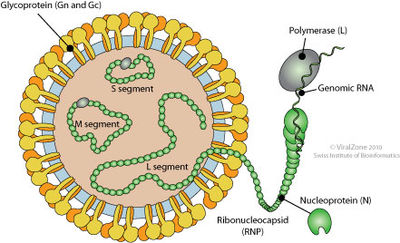 Glycoprotein (Gn and Gc)
Polymerase (L)
S segment
Genomic RNA
M segment
© ViralZone 2010
Swiss Institute of Bioinformatics
L segment
Nucleoprotein (N)
Ribonucleocapsid
(RNP)